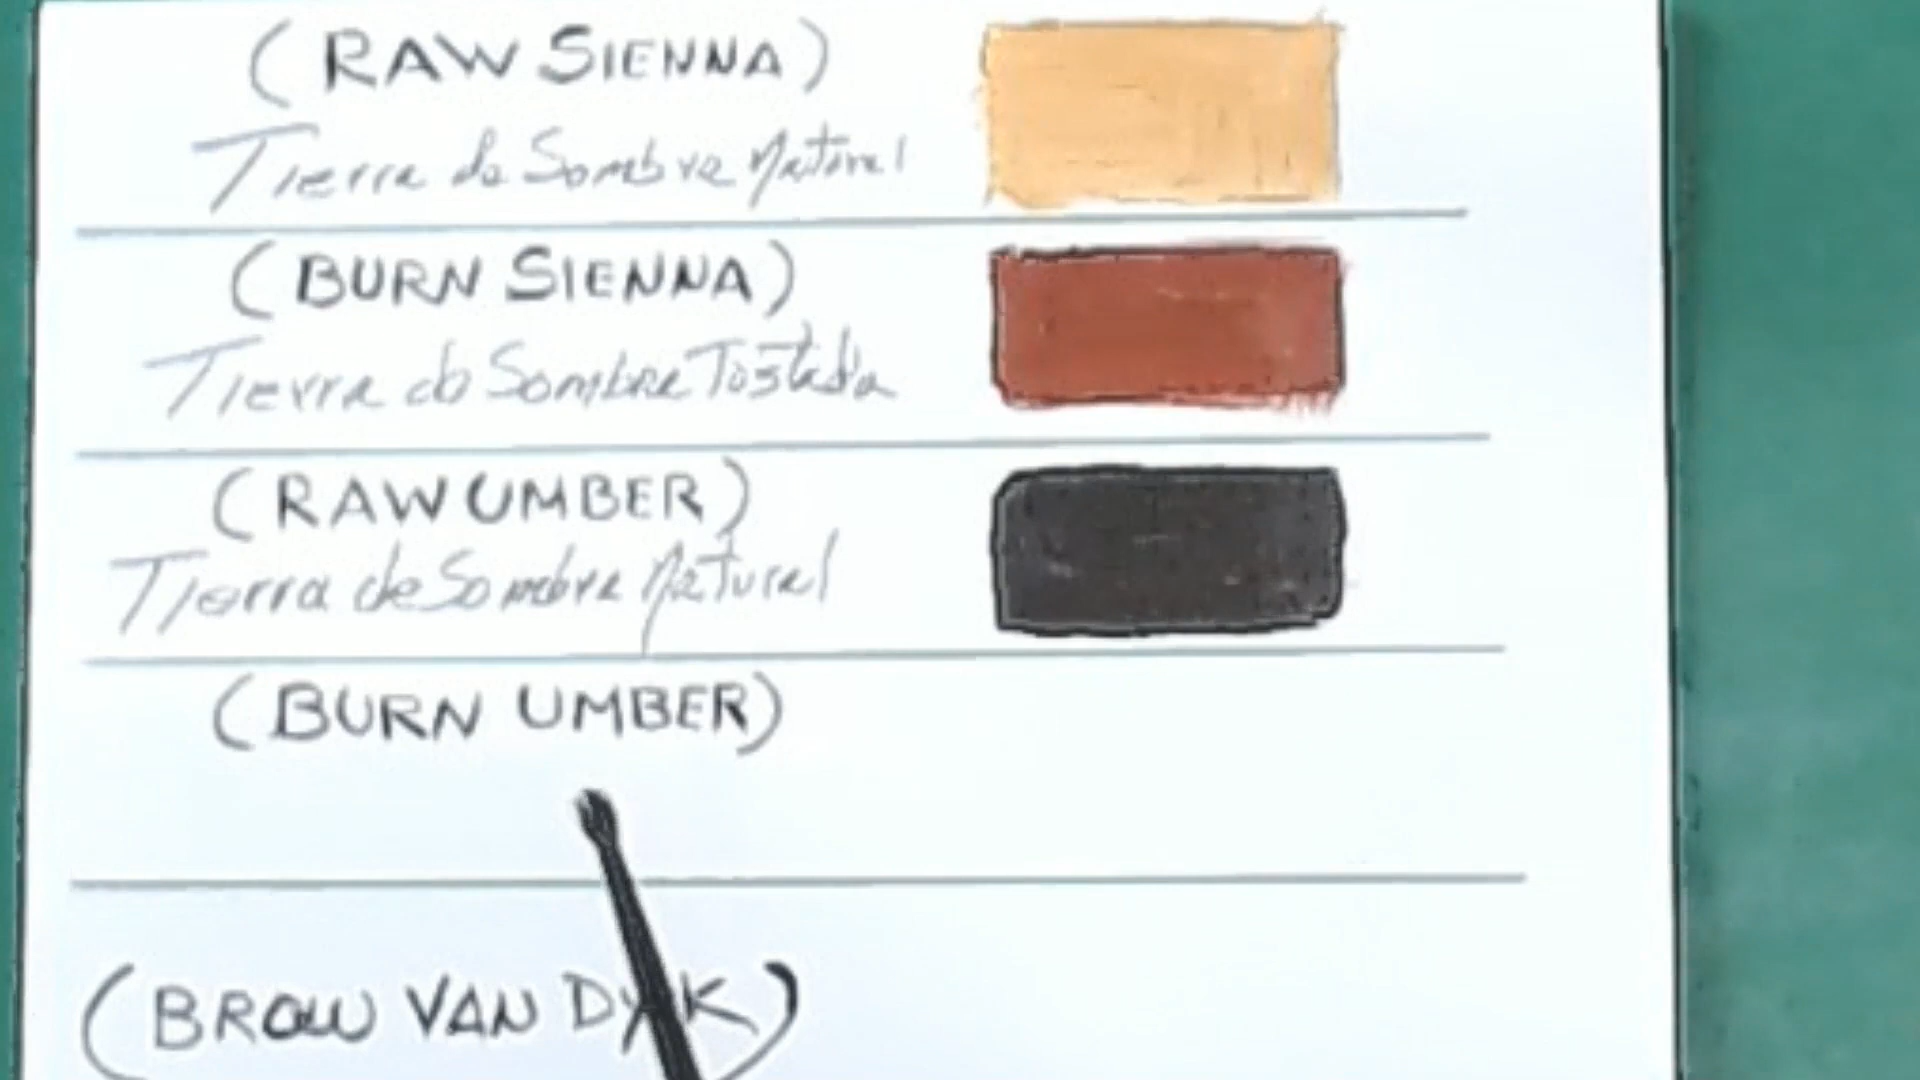 (RAW SIENNA)
Tierra de Sombra Natural
(BURN SIENNA)
Tierra de Sombra Tostada
(RAW UMBER)
Tierra de Sombra Natural
(BURN UMBER)
(BROW VAN DYK)